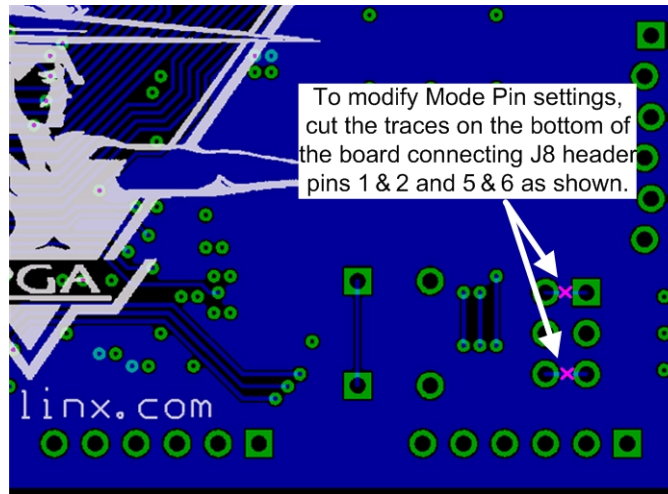 To modify Mode Pin settings,
cut the traces on the bottom of
the board connecting J8 header
pins 1 & 2 and 5 & 6 as shown.
PGA
linx.com